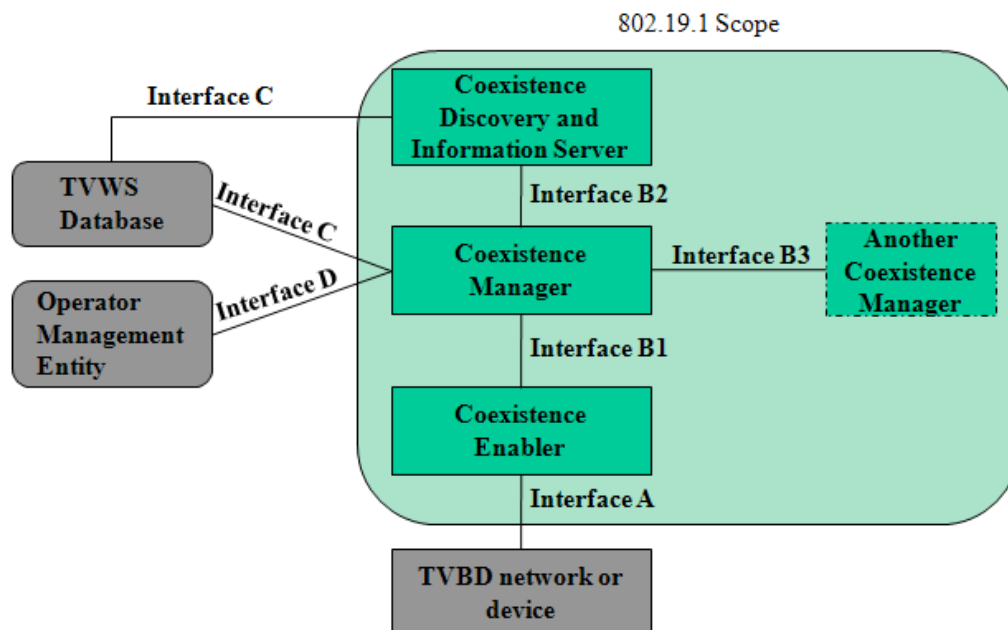 802.19.1 Scope
Interface C
Coexistence
Discovery and
Information Server
TVWS
Database
Interface C
Interface B2
Coexistence
Manager
Interface B3
Another
Coexistence
Manager
Operator
Management
Entity
Interface D
Interface B1
Coexistence
Enabler
Interface A
TVBD network or
device